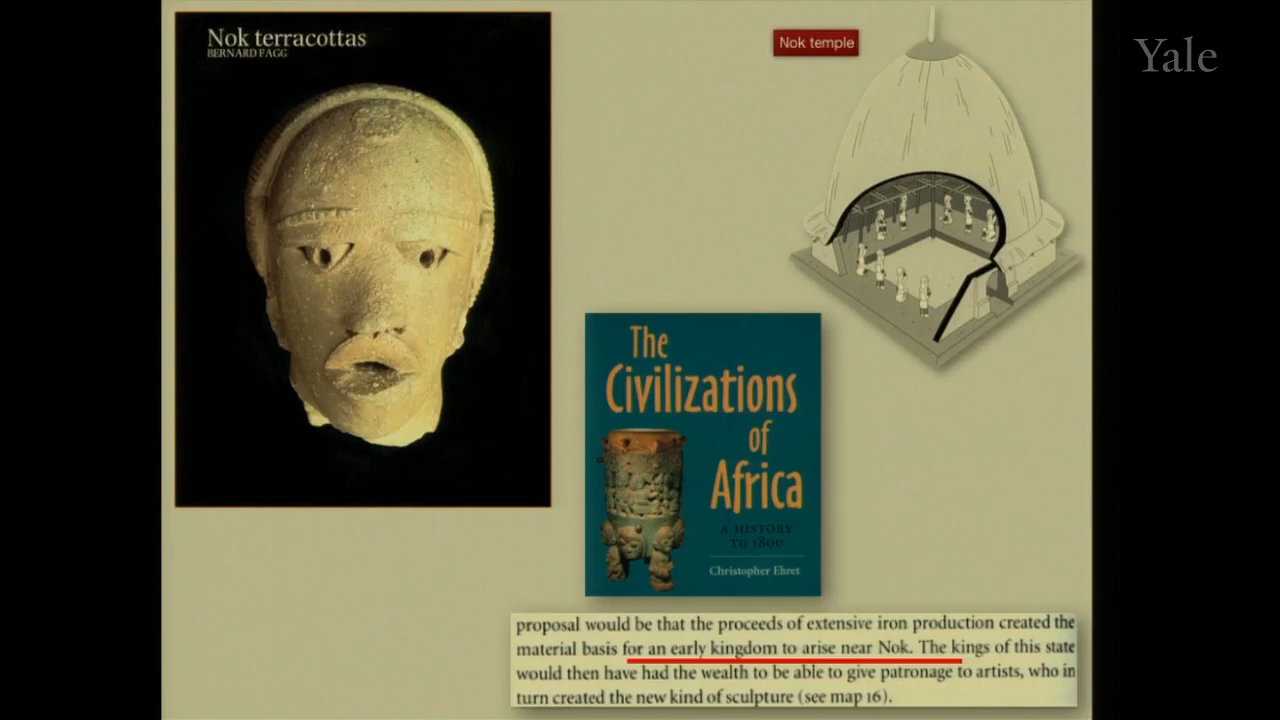 Nok terracottas
BERNARD FAGG
Nok temple
Yale
The
Civilizations
of
Africa
A HISTORY
TO 1800
Christopher Ehret
proposal would be that the proceeds of extensive iron production created the
material basis for an early kingdom to arise near Nok. The kings of this state
would then have had the wealth to be able to give patronage to artists, who in
turn created the new kind of sculpture (see map 16).